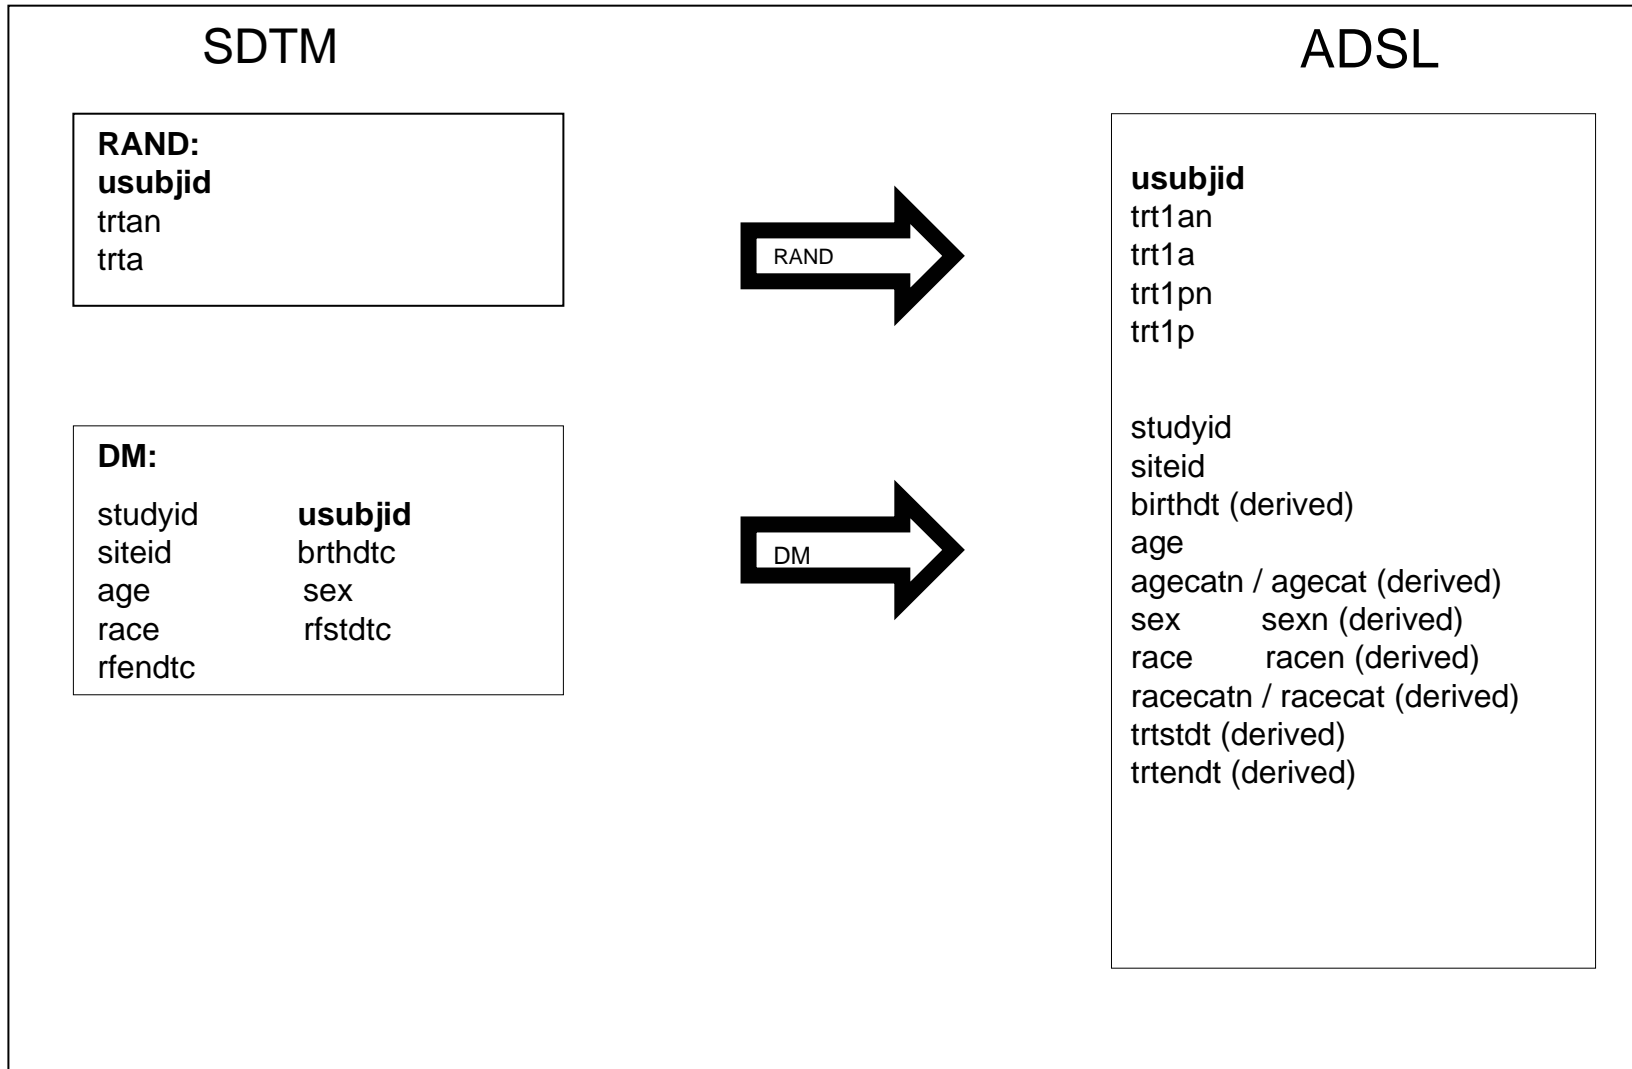 SDTM
ADSL
RAND:
usubjid
trtan
trta
RAND
usubjid
trt1an
trt1a
trt1pn
trt1p
DM:
studyid usubjid
siteid brthdtc
age sex
race rfstdtc
rfendtc
DM
studyid
siteid
birthdt (derived)
age
agecatn / agecat (derived)
sex sexn (derived)
race racen (derived)
racecatn / racecat (derived)
trtstdt (derived)
trtendt (derived)